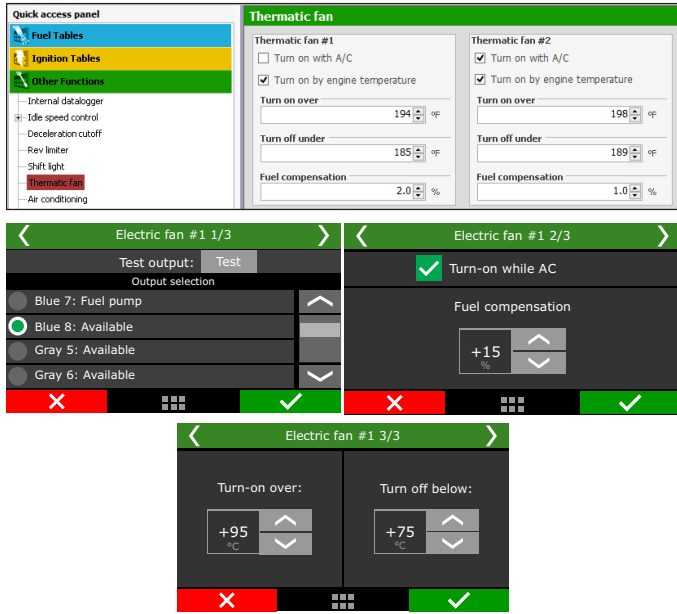 Quick access panel
Fuel Tables
Ignition Tables
Other Functions
Internal datalogger
Idle speed control
Deceleration cutoff
Rev limiter
Shift light
Thermatic fan
Air conditioning
Thermatic fan
Thermatic fan #1
Turn on with A/C
Turn on by engine temperature
Turn on over
194 °F
Turn off under
185 °F
Fuel compensation
2.0 %
Thermatic fan #2
Turn on with A/C
Turn on by engine temperature
Turn on over
198 °F
Turn off under
189 °F
Fuel compensation
1.0 %
Electric fan #1 1/3
Test output: Test
Output selection
Blue 7: Fuel pump
Blue 8: Available
Gray 5: Available
Gray 6: Available
Electric fan #1 2/3
Turn-on while AC
Fuel compensation
+15
%
Electric fan #1 3/3
Turn-on over:
+95
°C
Turn off below:
+75
°C